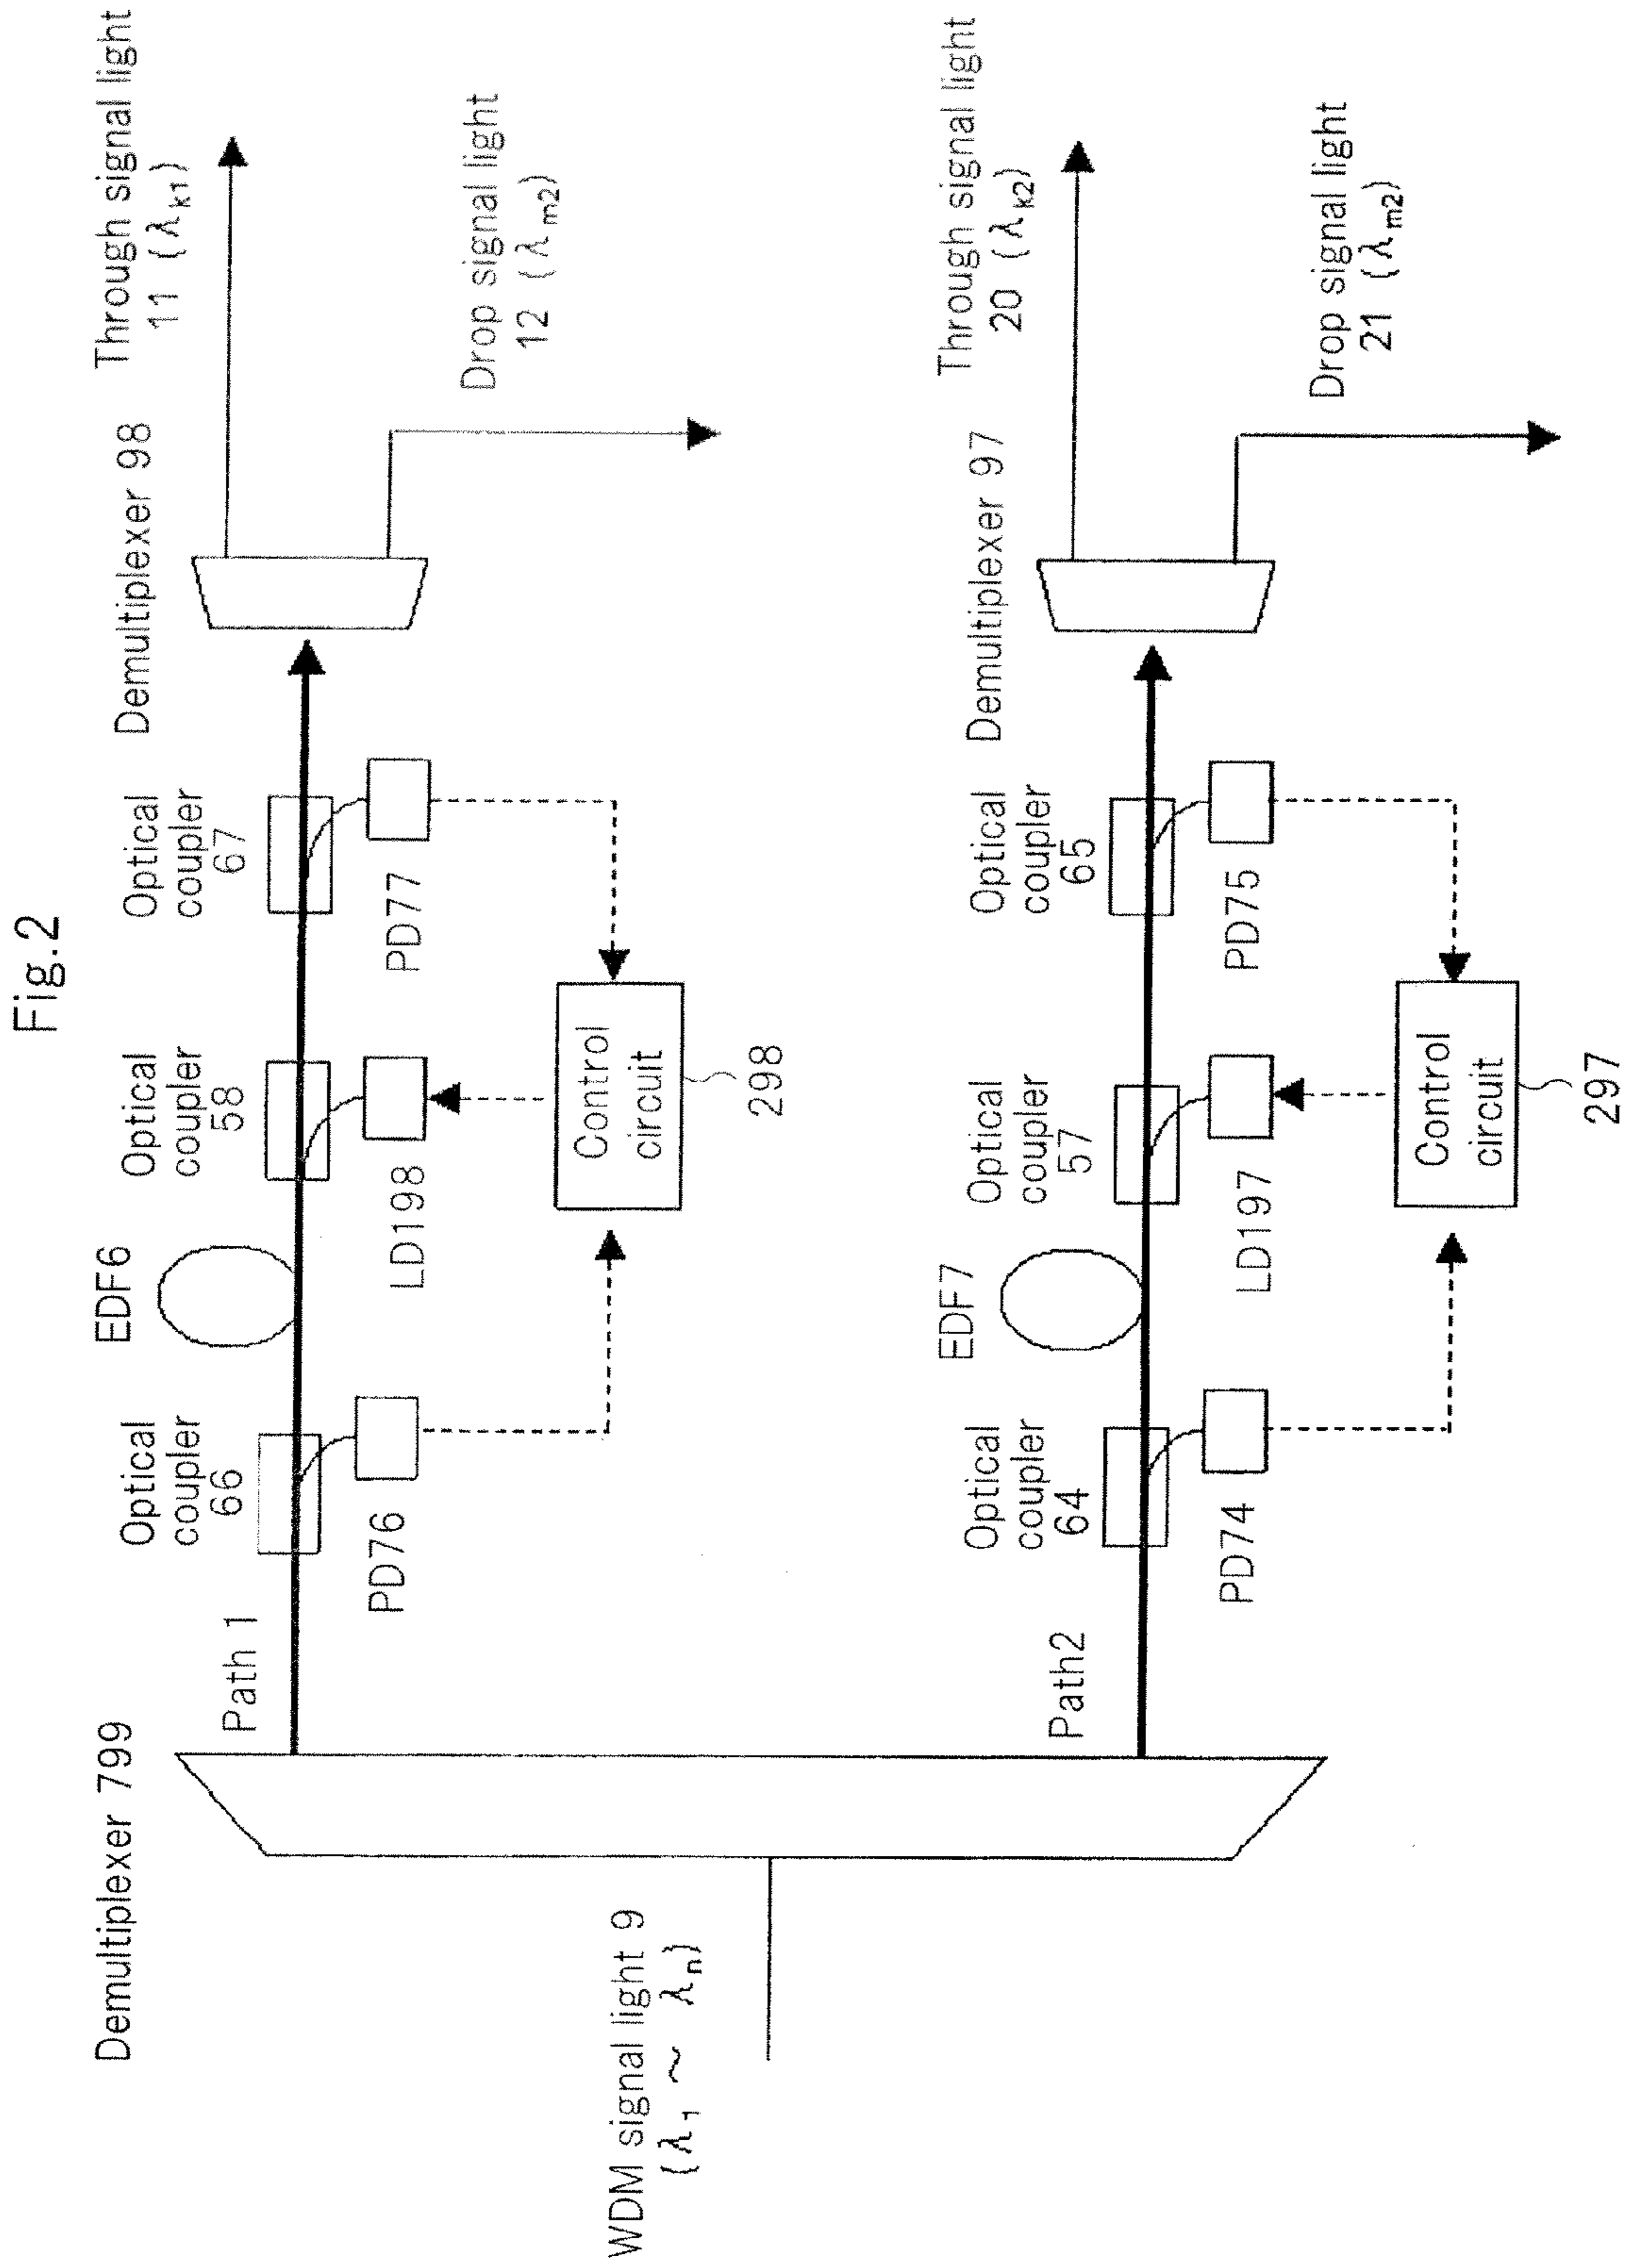 Fig.2
Demultiplexer 799
WDM signal light 9
(λ1 ~ λn)
Path 1
Optical
coupler
66
PD76
EDF6
Optical
coupler
58
LD198
Optical
coupler
67
PD77
Control
circuit
298
Demultiplexer 98
Through signal light
11 (λk1)
Drop signal light
12 (λm2)
Path2
Optical
coupler
64
PD74
EDF7
Optical
coupler
57
LD197
Optical
coupler
65
PD75
Control
circuit
297
Demultiplexer 97
Through signal light
20 (λk2)
Drop signal light
21 (λm2)